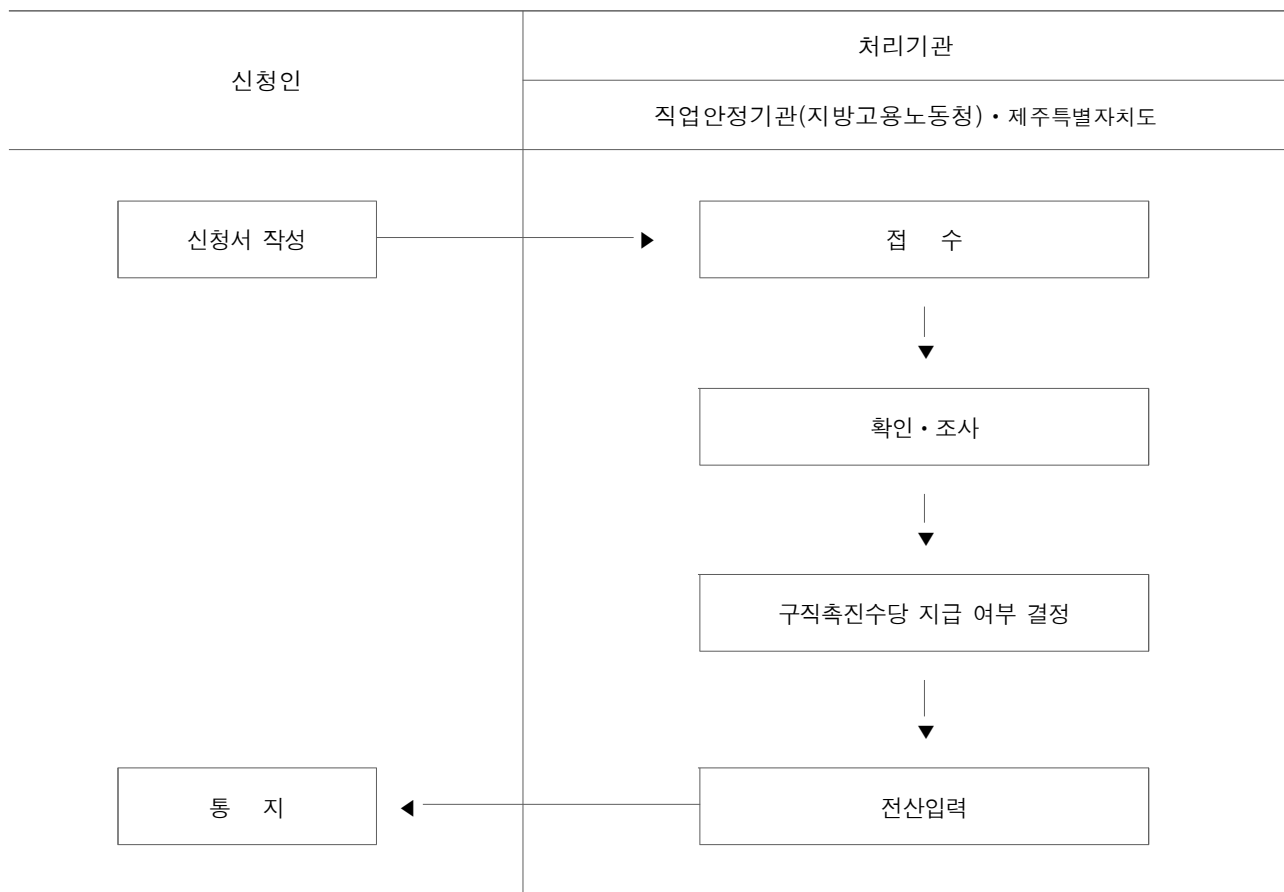 신청인
처리기관
직업안정기관(지방고용노동청)・제주특별자치도
신청서 작성
접 수
확인・조사
구직촉진수당 지급 여부 결정
통 지
전산입력